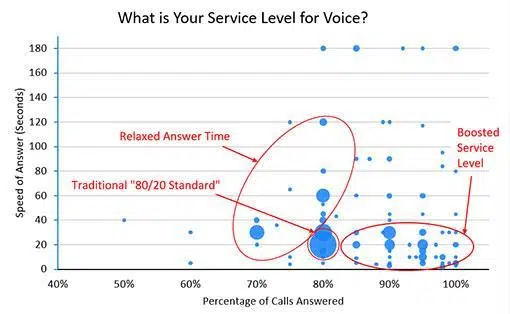 What is Your Service Level for Voice?
180
160
140
120
100
80
60
40
20
0
Speed of Answer (Seconds)
Relaxed Answer Time
Traditional "80/20 Standard"
Boosted
Service
Level
40%
50%
60%
70%
80%
90%
100%
Percentage of Calls Answered